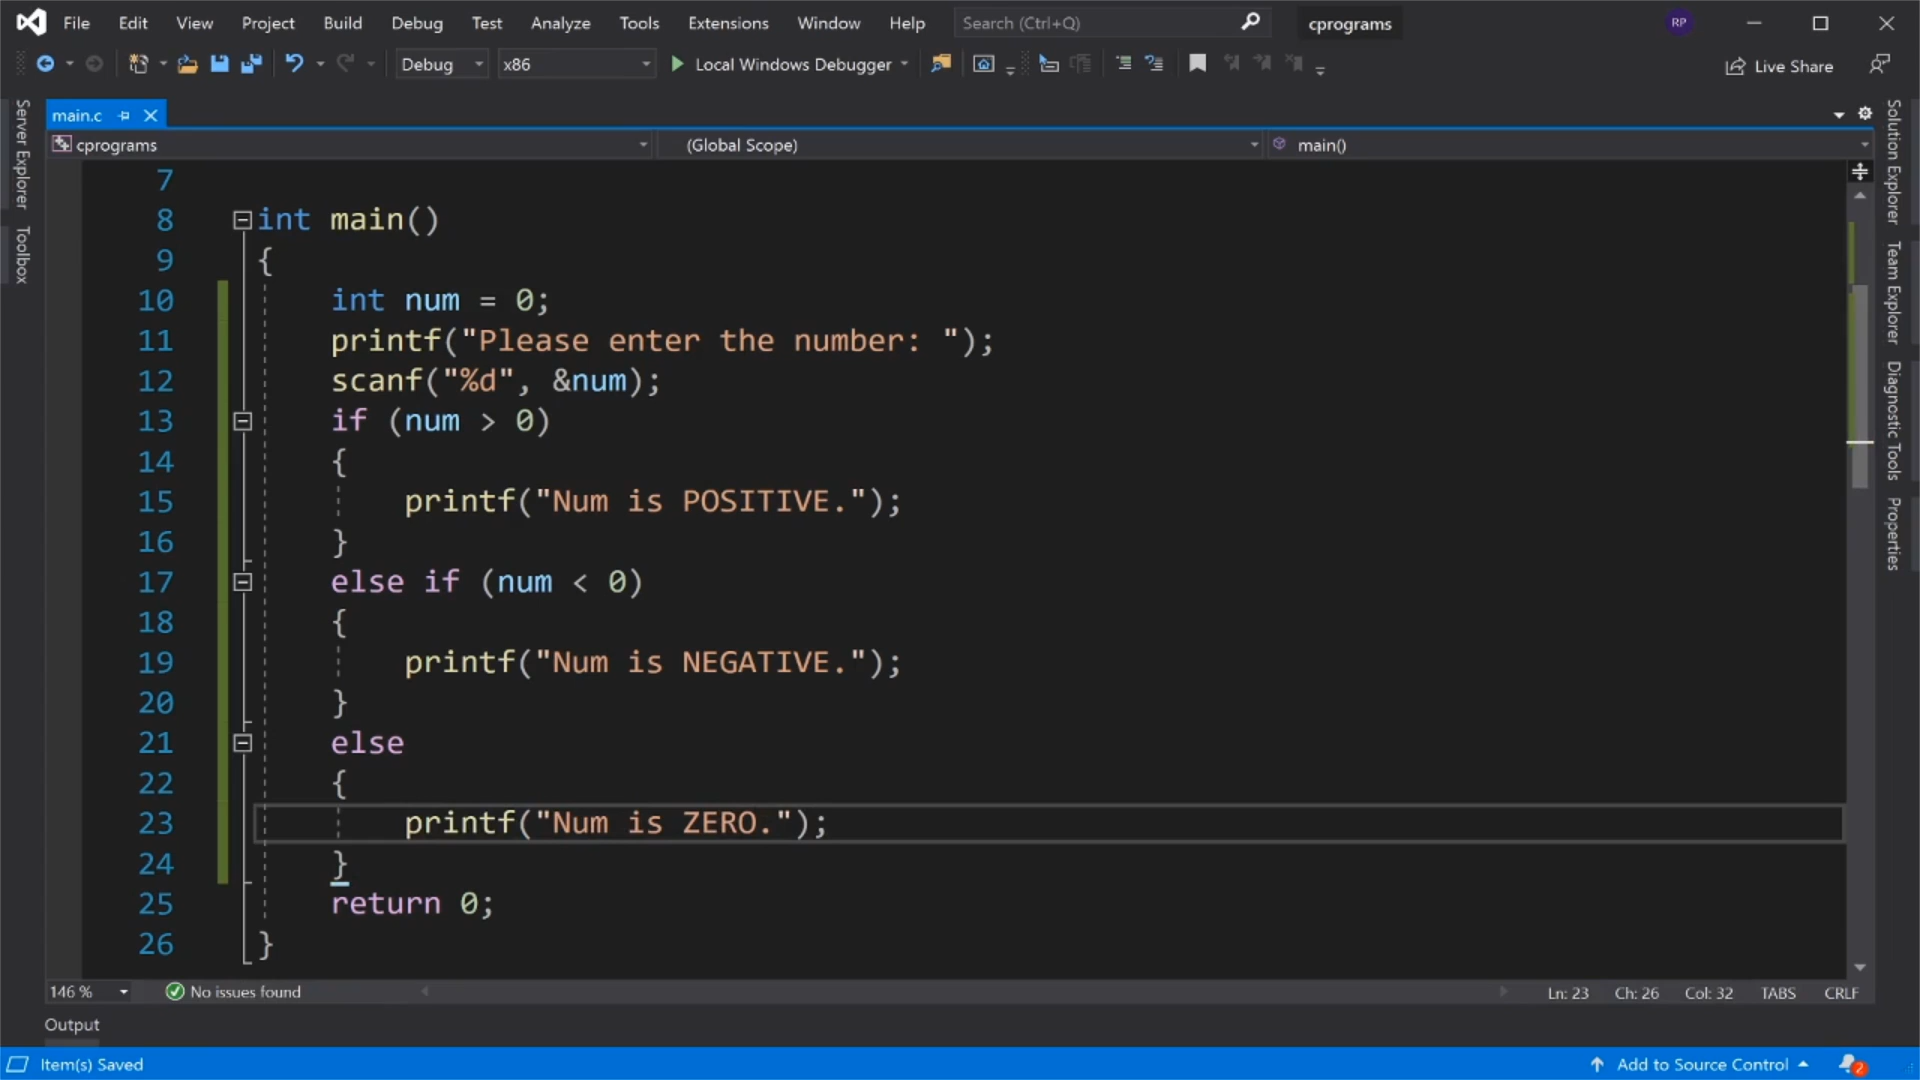 File Edit View Project Build Debug Test Analyze Tools Extensions Window Help Search (Ctrl+Q) cprograms RP
Debug x86 Local Windows Debugger Live Share
main.c
cprograms (Global Scope) main()
Server Explorer
Toolbox
7
8 int main()
9 {
10 int num = 0;
11 printf("Please enter the number: ");
12 scanf("%d", &num);
13 if (num > 0)
14 {
15 printf("Num is POSITIVE.");
16 }
17 else if (num < 0)
18 {
19 printf("Num is NEGATIVE.");
20 }
21 else
22 {
23 printf("Num is ZERO.");
24 }
25 return 0;
26 }
Solution Explorer
Team Explorer
Diagnostic Tools
Properties
146 % No issues found Ln: 23 Ch: 26 Col: 32 TABS CRLF
Output
Item(s) Saved Add to Source Control 2